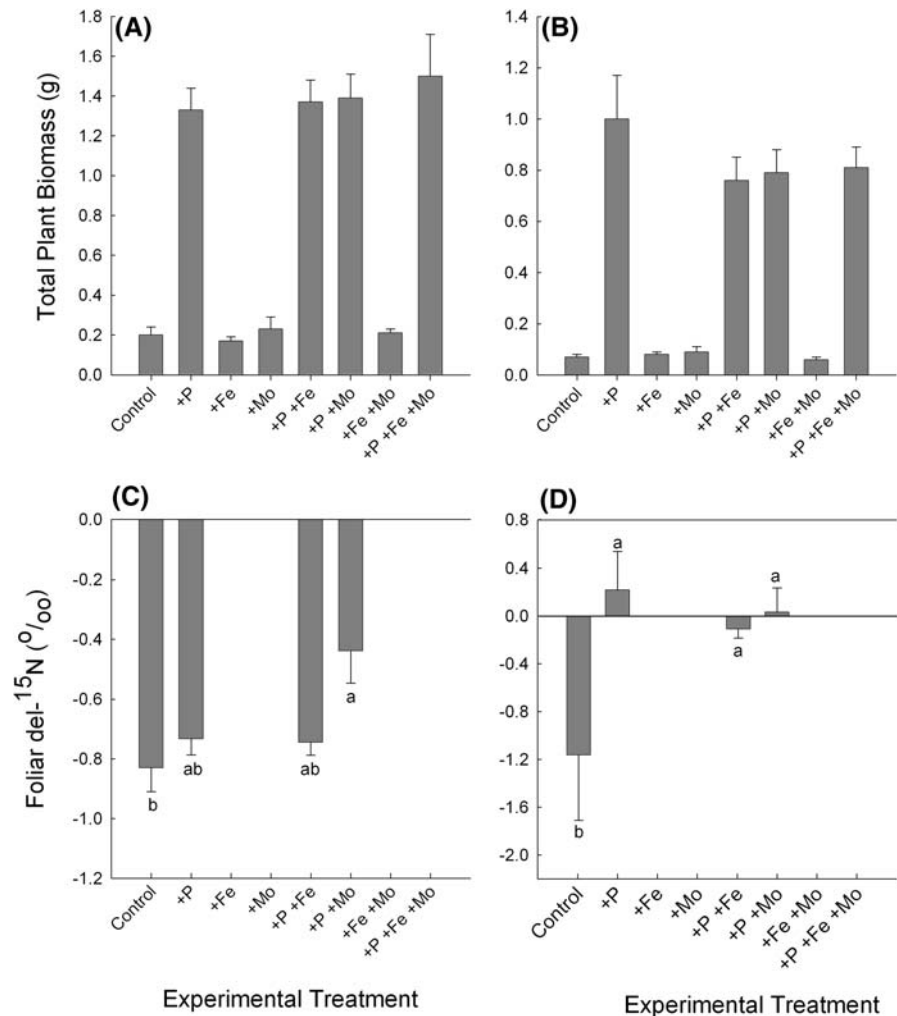 (A)
Total Plant Biomass (g)
1.8
1.6
1.4
1.2
1.0
0.8
0.6
0.4
0.2
0.0
Control
+P
+Fe
+Mo
+P +Fe
+P +Mo
+Fe +Mo
+P +Fe +Mo
(B)
1.4
1.2
1.0
0.8
0.6
0.4
0.2
0.0
Control
+P
+Fe
+Mo
+P +Fe
+P +Mo
+Fe +Mo
+P +Fe +Mo
(C)
Foliar del-15N (o/oo)
0.0
-0.2
-0.4
-0.6
-0.8
-1.0
-1.2
b
ab
ab
a
Control
+P
+Fe
+Mo
+P +Fe
+P +Mo
+Fe +Mo
+P +Fe +Mo
Experimental Treatment
(D)
0.8
0.4
0.0
-0.4
-0.8
-1.2
-1.6
-2.0
b
a
a
a
Control
+P
+Fe
+Mo
+P +Fe
+P +Mo
+Fe +Mo
+P +Fe +Mo
Experimental Treatment